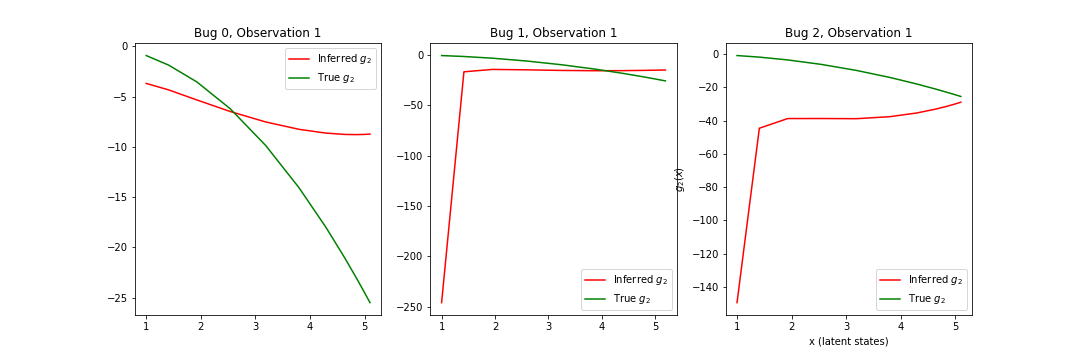 Bug 0, Observation 1
0
−5
−10
−15
−20
−25
1 2 3 4 5
Inferred g₂
True g₂
Bug 1, Observation 1
0
−50
−100
−150
−200
−250
1 2 3 4 5
Inferred g₂
True g₂
Bug 2, Observation 1
g₂(x)
0
−20
−40
−60
−80
−100
−120
−140
1 2 3 4 5
x (latent states)
Inferred g₂
True g₂